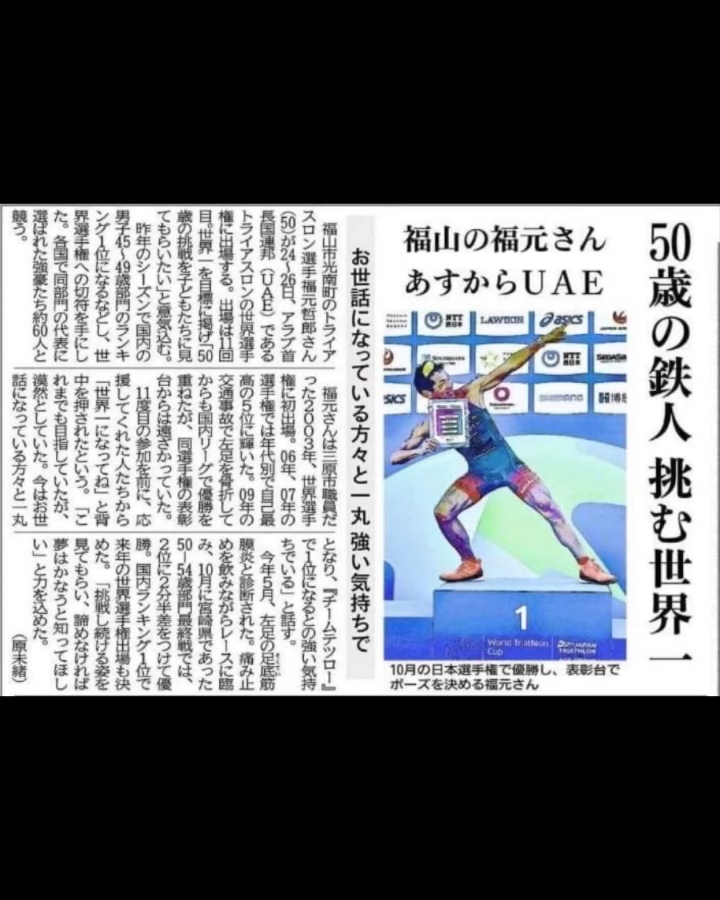 50歳の鉄人 挑む世界一
福山の福元さん
あすからUAE
お世話になっている方々と一丸 強い気持ちで
福山市光南町のトライア
スロン選手福元哲郎さん
(50)が24~26日、アラブ首
長国連邦(UAE)である
トライアスロンの世界選手
権に出場する。出場は11回
目。世界一を目標に掲げ「50
歳の挑戦を子どもたちに見
てもらいたい」と意気込む。
昨年のシーズンで国内の
男子45~49歳部門のランキ
ング1位になるなどし、世
界選手権への切符を手にし
た。各国で同部門の代表に
選ばれた強豪たち約60人と
競う。
福元さんは三原市職員だ
った2003年、世界選手
権に初出場。06年、07年の
選手権では年代別で自己最
高の5位に輝いた。09年の
交通事故で左足を骨折して
からも国内リーグで優勝を
重ねたが、同選手権の表彰
台からは遠ざかっていた。
11度目の参加を前に、応
援してくれた人たちから
「世界一になってね」と背
中を押されたという。「こ
れまでも目指していたが、
漠然としていた。今はお世
話になっている方々と一丸
となり、『チームテツロー』
で1位になるとの強い気持
ちでいる」と話す。
今年5月、左足の足底筋
膜炎と診断された。痛み止
めを飲みながらレースに臨
み、10月に宮崎県であった
50―54歳部門最終戦では、
2位に2分半差をつけて優
勝。国内ランキング1位で
来年の世界選手権出場も決
めた。「挑戦し続ける姿を
見てもらい、諦めなければ
夢はかなうと知ってほし
い」と力を込めた。
(原未緒)
NTT
西日本
LAWSON
asics
NTT
西日本
SHIMANO
1
World Triathlon
Cup
JAPAN
TRIATHLON
10月の日本選手権で優勝し、表彰台で
ポーズを決める福元さん